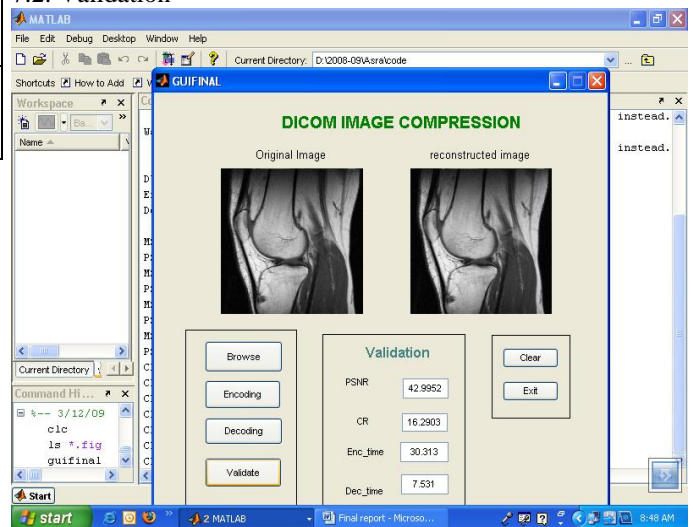 7.2. Validation
MATLAB
File Edit Debug Desktop Window Help
Current Directory: D:\2008-09\Asra\code
Shortcuts How to Add
GUIFINAL
Workspace
Ba...
Name
instead.
instead.
DICOM IMAGE COMPRESSION
Original Image reconstructed image
Current Directory
Command Hi...
%-- 3/12/09
clc
ls *.fig
guifinal
Browse
Encoding
Decoding
Validate
Validation
PSNR 42.9952
CR 16.2903
Enc_time 30.313
Dec_time 7.531
Clear
Exit
Start
start 2 MATLAB Final report - Microso... 8:48 AM